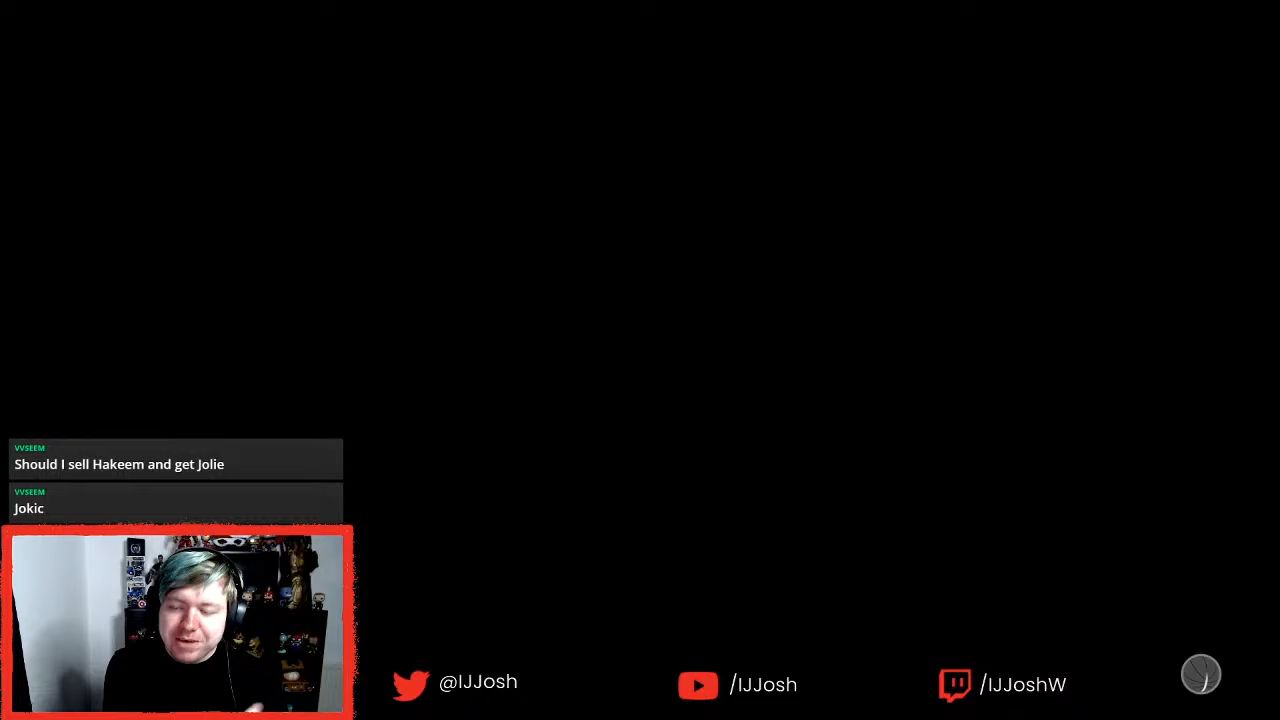 VVSEEM
Should I sell Hakeem and get Jolie
VVSEEM
Jokic
@IJJosh
/IJJosh
/IJJoshW